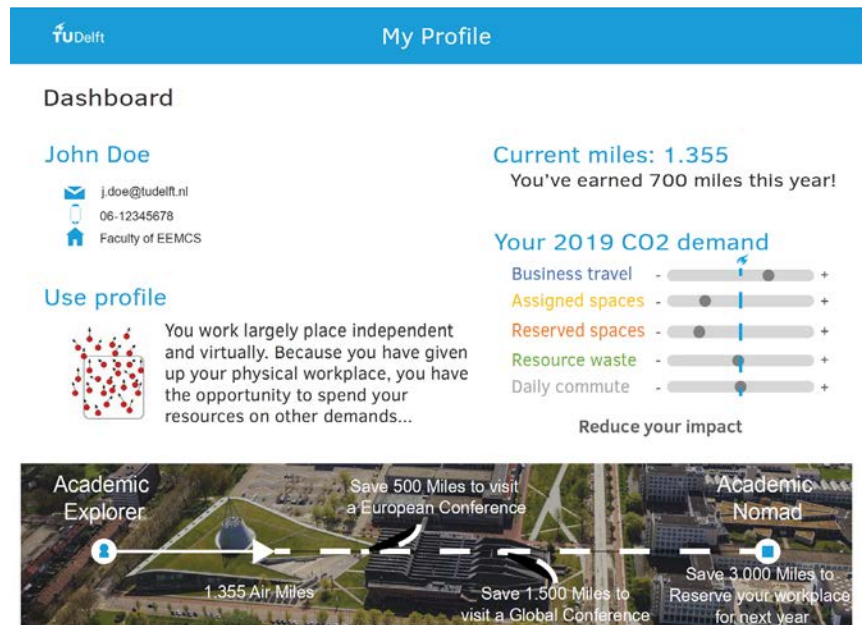 TUDelft
My Profile
Dashboard
John Doe
j.doe@tudelft.nl
06-12345678
Faculty of EEMCS
Use profile
You work largely place independent
and virtually. Because you have given
up your physical workplace, you have
the opportunity to spend your
resources on other demands...
Current miles: 1.355
You've earned 700 miles this year!
Your 2019 CO2 demand
Business travel - +
Assigned spaces - +
Reserved spaces - +
Resource waste - +
Daily commute - +
Reduce your impact
Academic
Explorer
1.355 Air Miles
Save 500 Miles to visit
a European Conference
Save 1.500 Miles to
visit a Global Conference
Academic
Nomad
Save 3.000 Miles to
Reserve your workplace
for next year